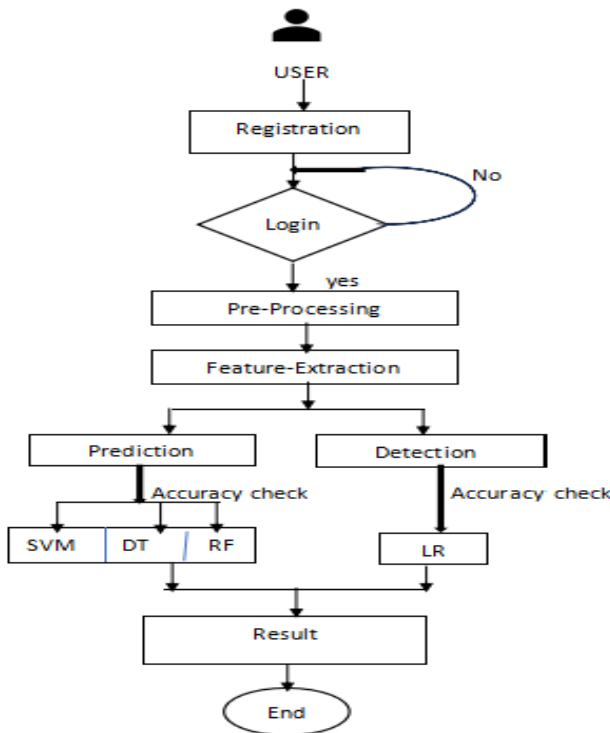 USER
Registration
No
Login
yes
Pre-Processing
Feature-Extraction
Prediction
Detection
Accuracy check
Accuracy check
SVM DT RF
LR
Result
End